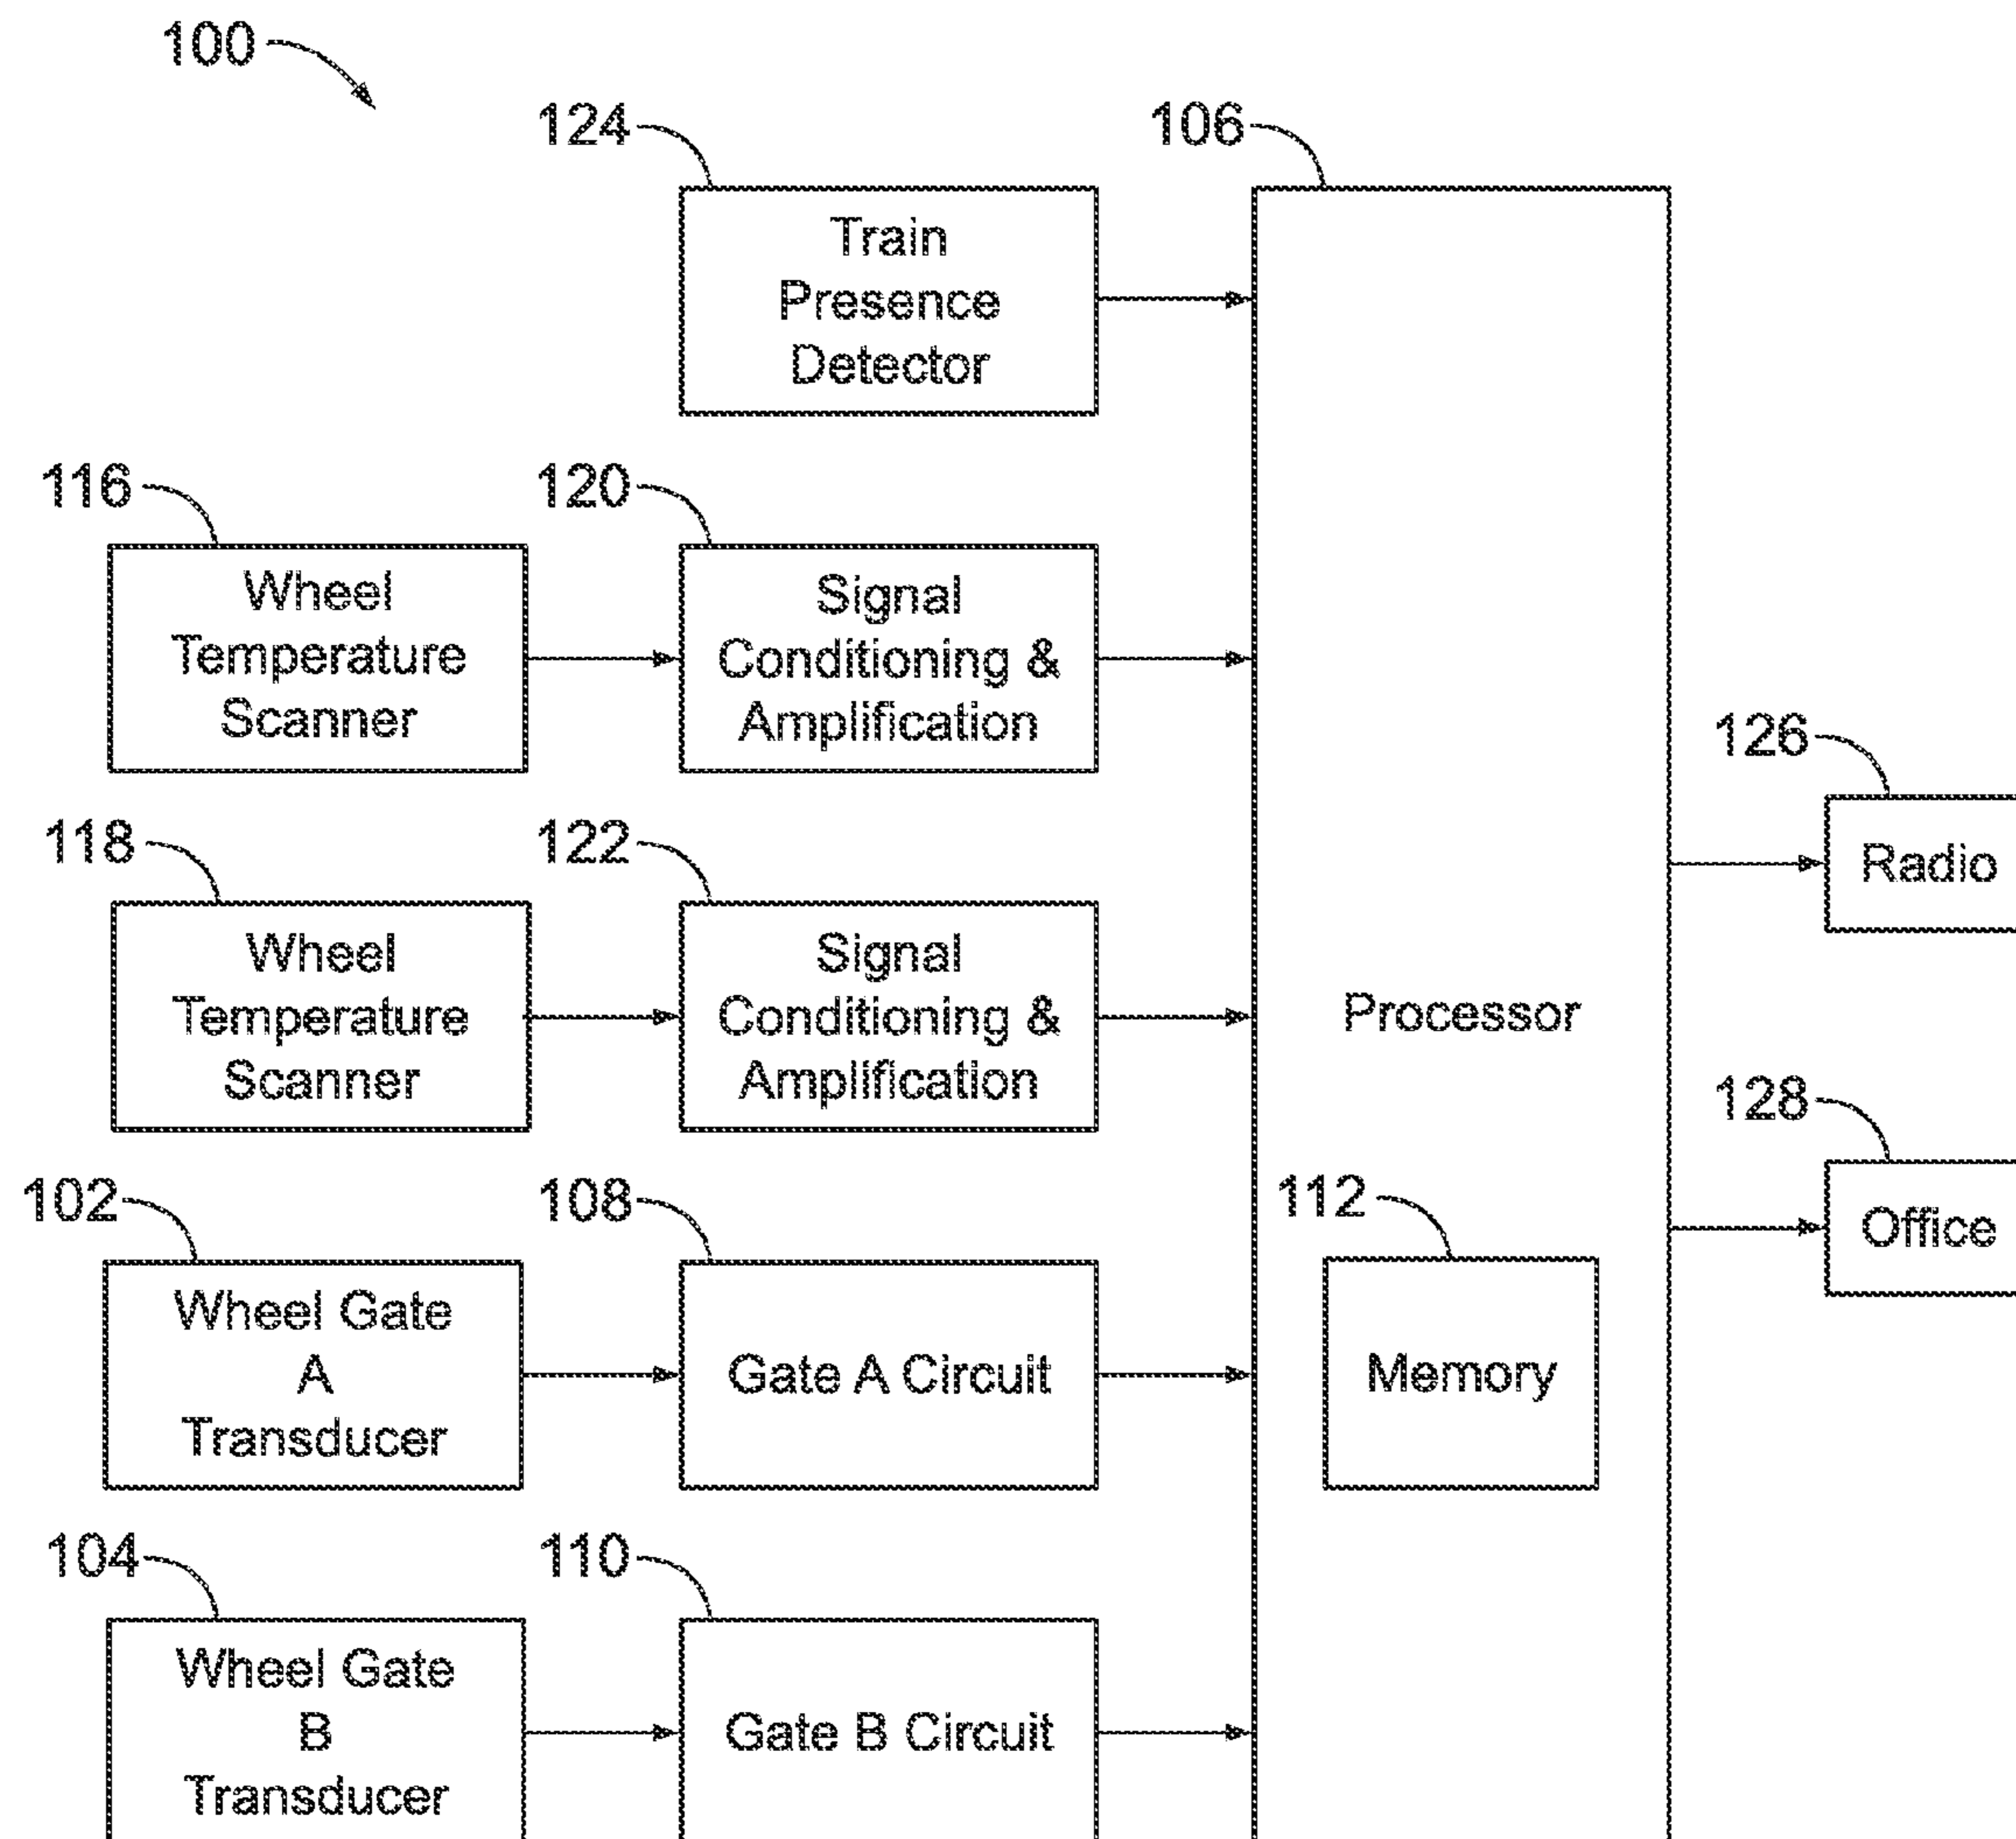 100
124
106
Train
Presence
Detector
116
120
Wheel
Temperature
Scanner
Signal
Conditioning &
Amplification
126
Radio
118
122
Wheel
Temperature
Scanner
Signal
Conditioning &
Amplification
Processor
128
Office
102
108
112
Wheel Gate
A
Transducer
Gate A Circuit
Memory
104
110
Wheel Gate
B
Transducer
Gate B Circuit